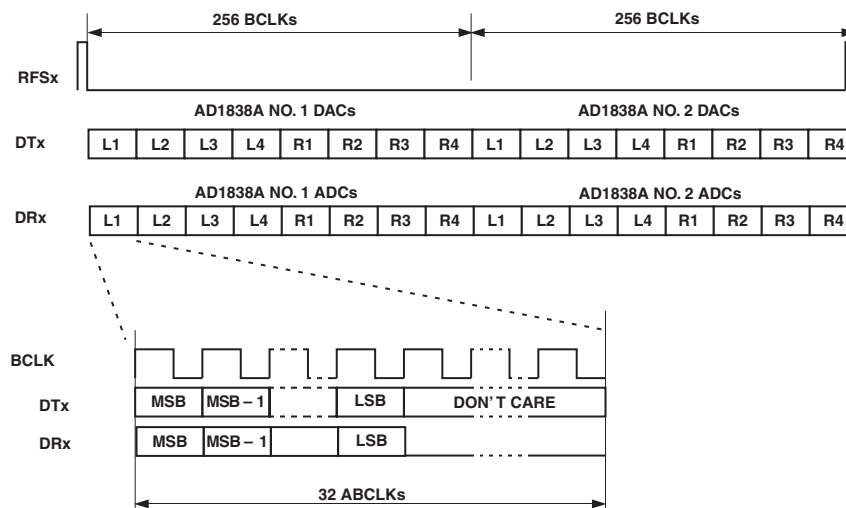 256 BCLKs 256 BCLKs
RFSx
AD1838A NO. 1 DACs AD1838A NO. 2 DACs
DTx L1 L2 L3 L4 R1 R2 R3 R4 L1 L2 L3 L4 R1 R2 R3 R4
AD1838A NO. 1 ADCs AD1838A NO. 2 ADCs
DRx L1 L2 L3 L4 R1 R2 R3 R4 L1 L2 L3 L4 R1 R2 R3 R4
BCLK
DTx MSB MSB – 1 LSB DON'T CARE
DRx MSB MSB – 1 LSB
32 ABCLKs